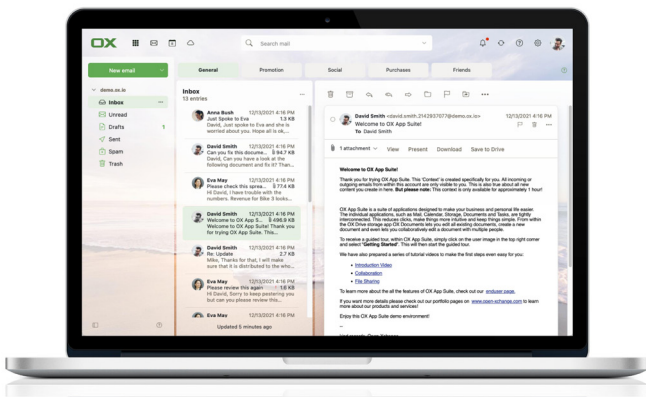 OX
Search mail
New email
General
Promotion
Social
Purchases
Friends
demo.ox.io
Inbox
Unread
Drafts 1
Sent
Spam
Trash
Inbox
13 entries
Anna Bush 12/13/2021 4:16 PM
Just Spoke to Eva 1.3 KB
David, Just spoke to Eva and she is
worried about you. Hope all is ok,...
David Smith 12/13/2021 4:16 PM
Can you fix this docume... 94.7 KB
David, Can you have a look at the
following document and fix it? Than...
Eva May 12/13/2021 4:16 PM
Please check this sprea... 77.4 KB
Hi David, I have trouble with the
numbers. Revenue for Bike 3 looks...
David Smith 12/13/2021 4:16 PM
Welcome to OX App S... 496.9 KB
Welcome to OX App Suite! Thank you
for trying OX App Suite. This...
David Smith 12/13/2021 4:16 PM
Re: Update 2.7 KB
Mike, Thanks for that, I will make
sure that it is distributed to the who...
Eva May 12/13/2021 4:16 PM
Please review this again 1.8 KB
Hi David, Sorry to keep pestering you
but can you please review this...
Eva May 12/13/2021 4:16 PM
Updated 5 minutes ago
David Smith <david.smith.2142937077@demo.ox.io> 12/13/2021 4:16 PM
Welcome to OX App Suite!
To David Smith
1 attachment View Present Download Save to Drive
Welcome to OX App Suite!
Thank you for trying OX App Suite. This 'Context' is created specifically for you. All incoming or
outgoing emails from within this account are only visible to you. This is also true about all new
content you create in here. But please note: This context is only available for approximately 1 hour!
OX App Suite is a suite of applications designed to make your business and personal life easier.
The individual applications, such as Mail, Calendar, Storage, Documents and Tasks, are tightly
interconnected. This reduces clicks, make things more intuitive and keep things simple. From within
the OX Drive storage app OX Documents lets you edit all existing documents, create a new
document and even lets you collaboratively edit a document with multiple people.
To receive a guided tour, within OX App Suite, simply click on the user image in the top right corner
and select "Getting Started". This will then start the guided tour.
We have also prepared a series of tutorial videos to make the first steps even easy for you:
Introduction Video
Collaboration
File Sharing
To learn more about the all the features of OX App Suite, check out our enduser page.
If you want more details please check out our portfolio pages on www.open-xchange.com to learn
more about our products and services!
Enjoy this OX App Suite demo environment!
--